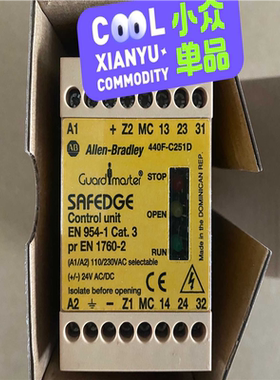 COOL 小众
XIANYU 单品
COMMODITY
A1 + Z2 MC 13 23 31
AB Allen-Bradley 440F-C251D
Guardmaster STOP
SAFEDGE
Control unit OPEN
EN 954-1 Cat. 3
pr EN 1760-2
RUN
(A1/A2) 110/230VAC selectable
(+/-) 24V AC/DC
Isolate before opening
CE
Made in the DOMINICAN REP.
A2 – Z1 MC 14 24 32